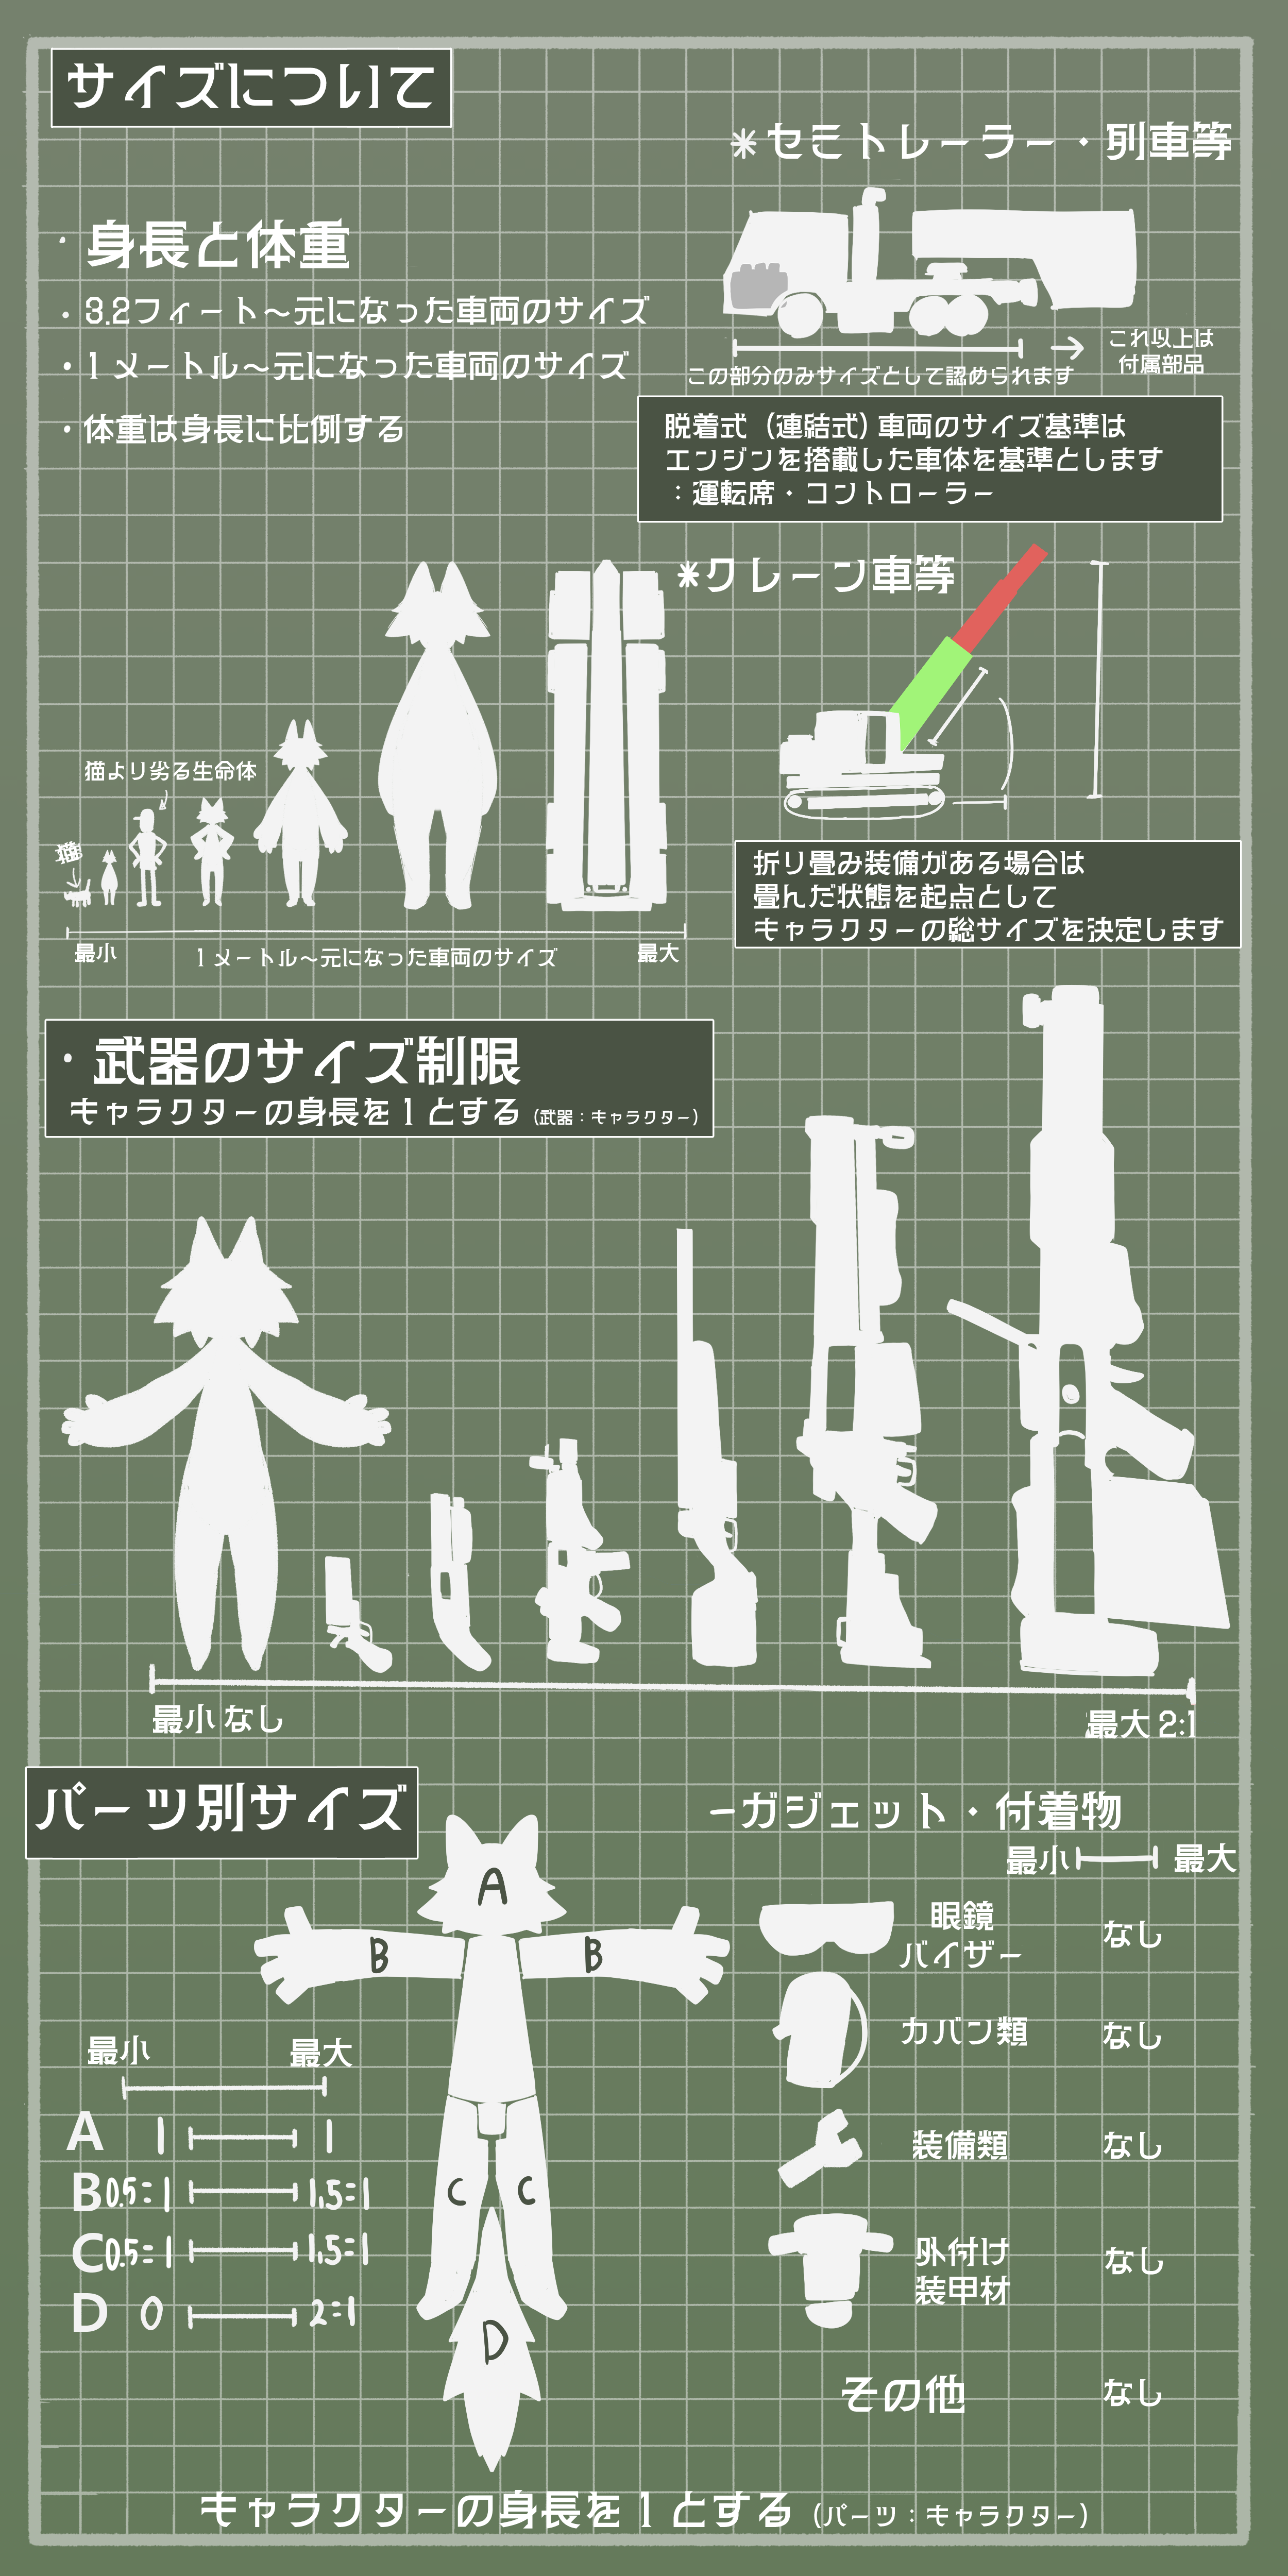 サイズについて
＊セミトレーラー・列車等
・身長と体重
・3.2フィート～元になった車両のサイズ
・1メートル～元になった車両のサイズ
・体重は身長に比例する
これ以上は
付属部品
この部分のみサイズとして認められます
脱着式（連結式）車両のサイズ基準は
エンジンを搭載した車体を基準とします
：運転席・コントローラー
＊クレーン車等
猫より劣る生命体
猫
最小
1メートル～元になった車両のサイズ
最大
折り畳み装備がある場合は
畳んだ状態を起点として
キャラクターの総サイズを決定します
・武器のサイズ制限
キャラクターの身長を1とする（武器：キャラクター）
最小なし
最大2:1
パーツ別サイズ
A
B
B
C
C
D
最小
最大
A 1 1
B 0.5=1 1.5=1
C 0.5=1 1.5=1
D 0 2=1
ーガジェット・付着物
最小 最大
眼鏡
バイザー
なし
カバン類 なし
装備類 なし
外付け
装甲材
なし
その他 なし
キャラクターの身長を1とする（パーツ：キャラクター）